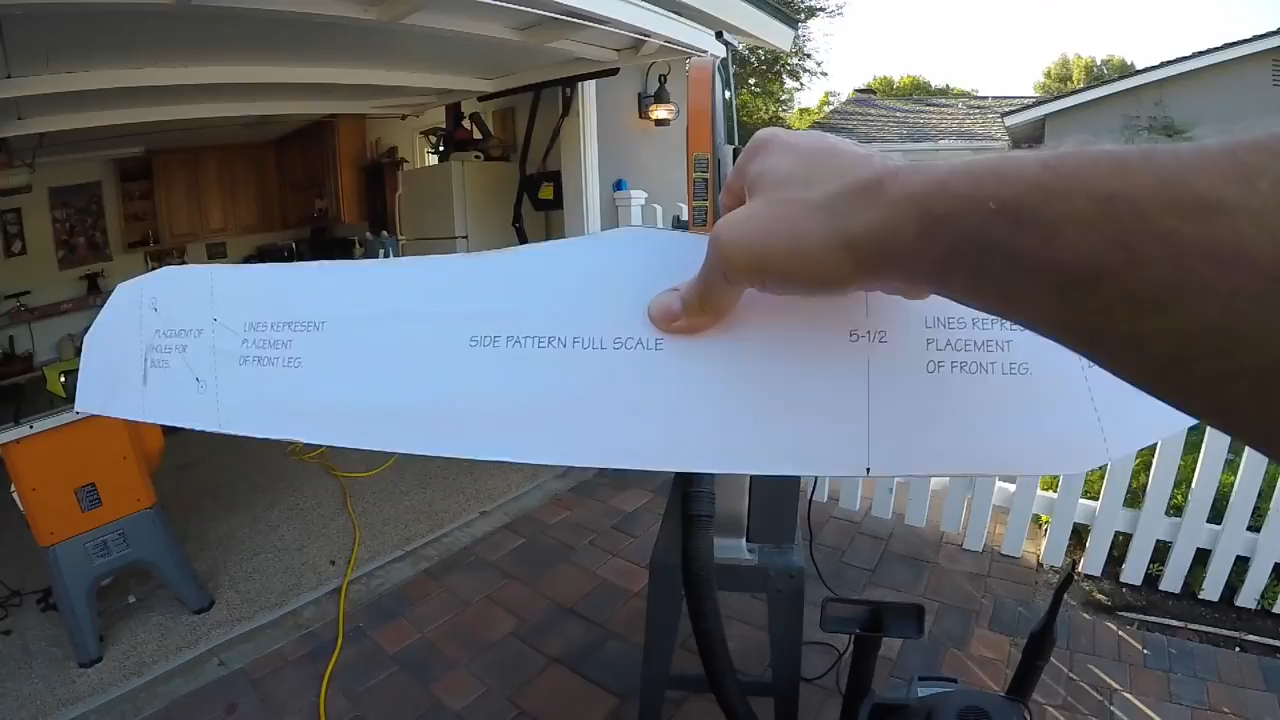 PLACEMENT OF
HOLES FOR
BOLTS.
LINES REPRESENT
PLACEMENT
OF FRONT LEG.
SIDE PATTERN FULL SCALE
5-1/2
LINES REPRES
PLACEMENT
OF FRONT LEG.